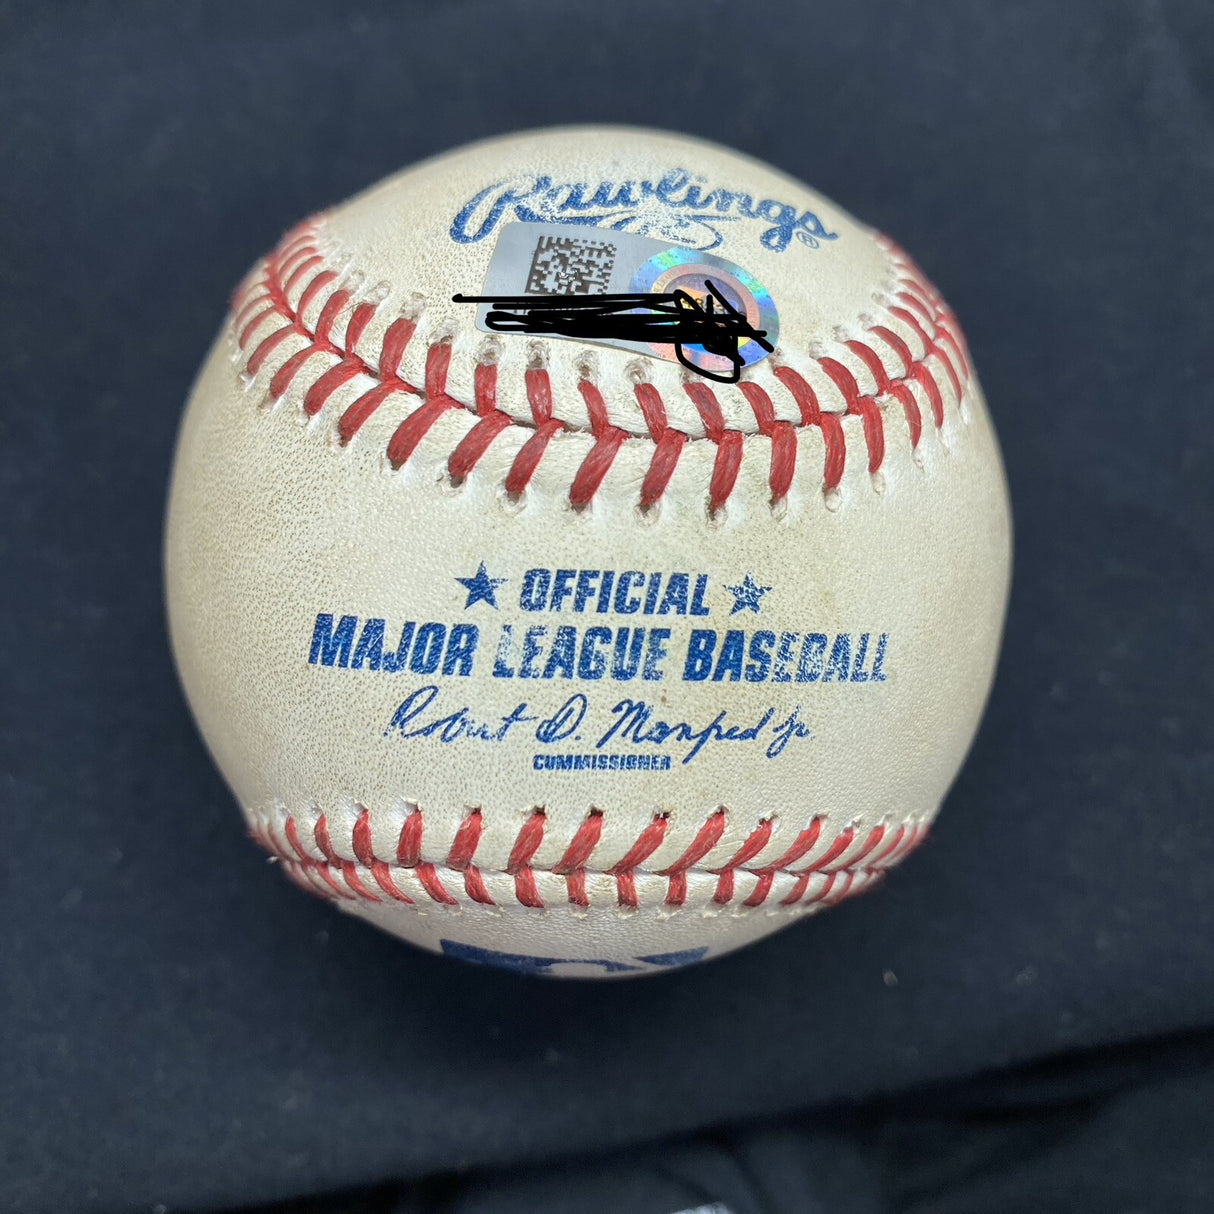 Rawlings®
★ OFFICIAL ★
MAJOR LEAGUE BASEBALL
Robert D. Manfred Jr
COMMISSIONER